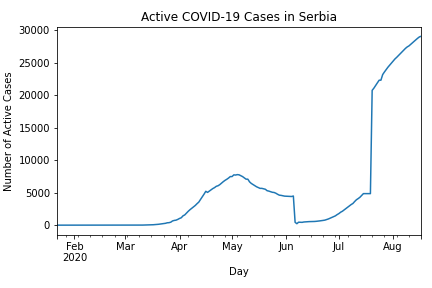 Active COVID-19 Cases in Serbia
Number of Active Cases
30000
25000
20000
15000
10000
5000
0
Feb Mar Apr May Jun Jul Aug
2020
Day